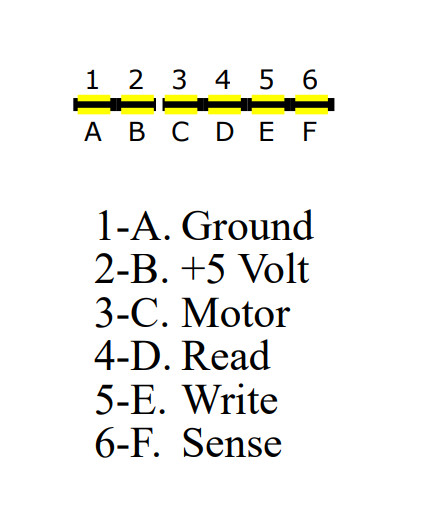 1 2 3 4 5 6
A B C D E F
1-A. Ground
2-B. +5 Volt
3-C. Motor
4-D. Read
5-E. Write
6-F. Sense